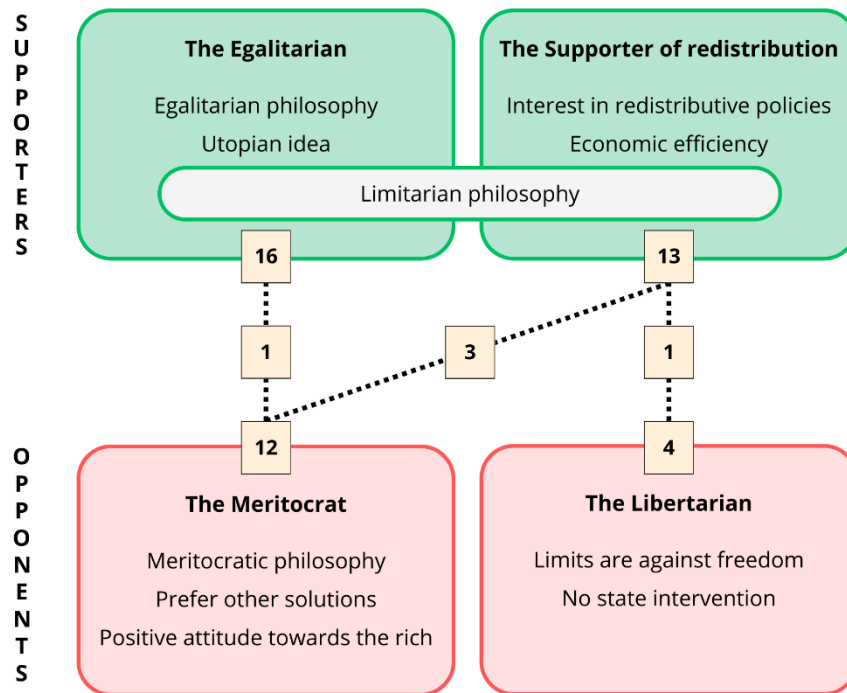 SUPPORTERS
The Egalitarian
Egalitarian philosophy
Utopian idea
The Supporter of redistribution
Interest in redistributive policies
Economic efficiency
Limitarian philosophy
16
13
1
3
1
12
4
OPPONENTS
The Meritocrat
Meritocratic philosophy
Prefer other solutions
Positive attitude towards the rich
The Libertarian
Limits are against freedom
No state intervention